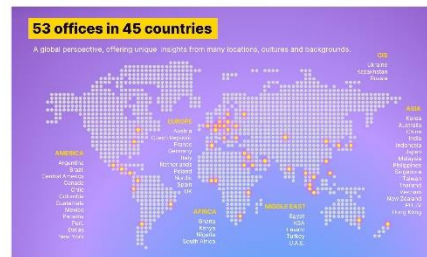 53 offices in 45 countries
A global perspective, offering unique insights from many locations, cultures and backgrounds.
CIS
Ukraine
Kazakhstan
Russia
ASIA
Korea
Australia
China
India
Indonesia
Japan
Malaysia
Philippines
Singapore
Taiwan
Thailand
Vietnam
New Zealand
Hong Kong
EUROPE
Austria
Czech Republic
France
Germany
Italy
Netherlands
Poland
Nordis
Spain
UK
AMERICA
Argentina
Brazil
Central America
Canada
Chile
Columbia
Guatemala
Mexico
Panama
Peru
Dallas
New York
AFRICA
Ghana
Kenya
Nigeria
South Africa
MIDDLE EAST
Egypt
KSA
Turkey
U.A.E.